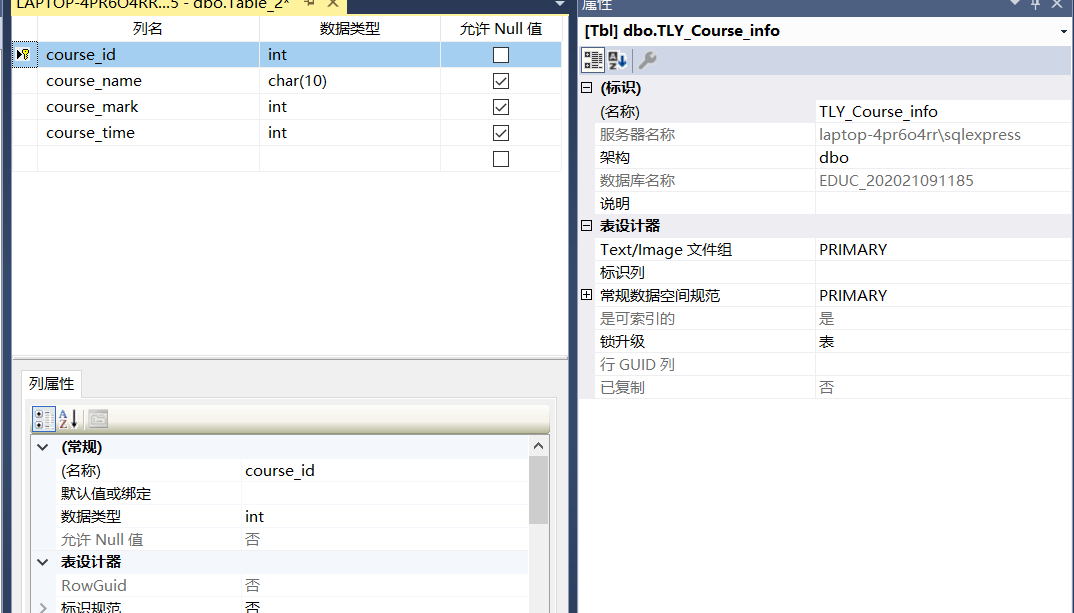 LAPTOP-4PR6O4RR...5 - dbo.Table_2*
列名 数据类型 允许 Null 值
course_id int
course_name char(10)
course_mark int
course_time int
列属性
(常规)
(名称) course_id
默认值或绑定
数据类型 int
允许 Null 值 否
表设计器
RowGuid 否
标识规范 否
属性
[Tbl] dbo.TLY_Course_info
(标识)
(名称) TLY_Course_info
服务器名称 laptop-4pr6o4rr\sqlexpress
架构 dbo
数据库名称 EDUC_202021091185
说明
表设计器
Text/Image 文件组 PRIMARY
标识列
常规数据空间规范 PRIMARY
是可索引的 是
锁升级 表
行 GUID 列
已复制 否